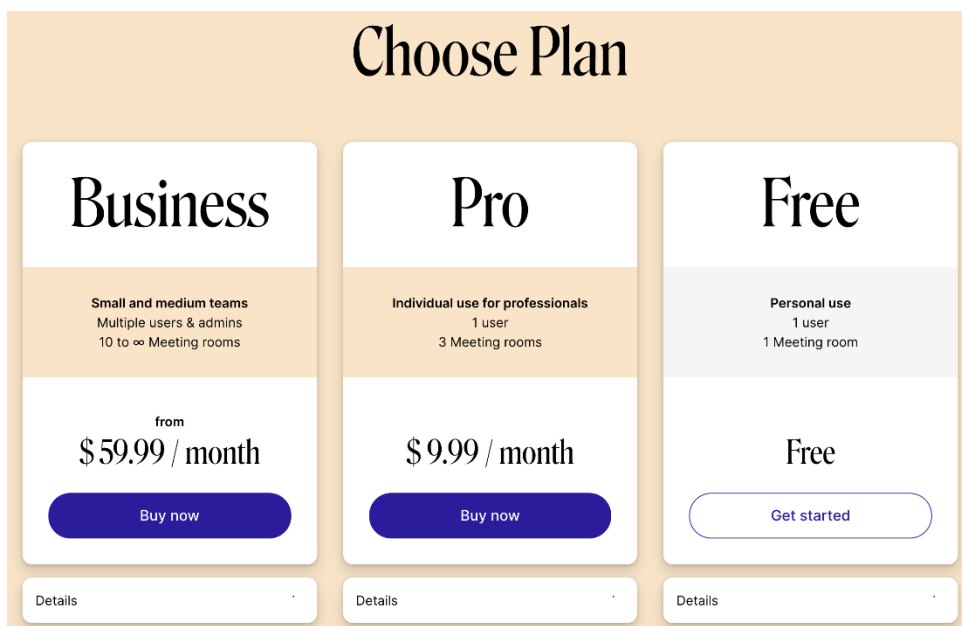 Choose Plan
Business
Small and medium teams
Multiple users & admins
10 to ∞ Meeting rooms
from
$ 59.99 / month
Buy now
Details
Pro
Individual use for professionals
1 user
3 Meeting rooms
$ 9.99 / month
Buy now
Details
Free
Personal use
1 user
1 Meeting room
Free
Get started
Details